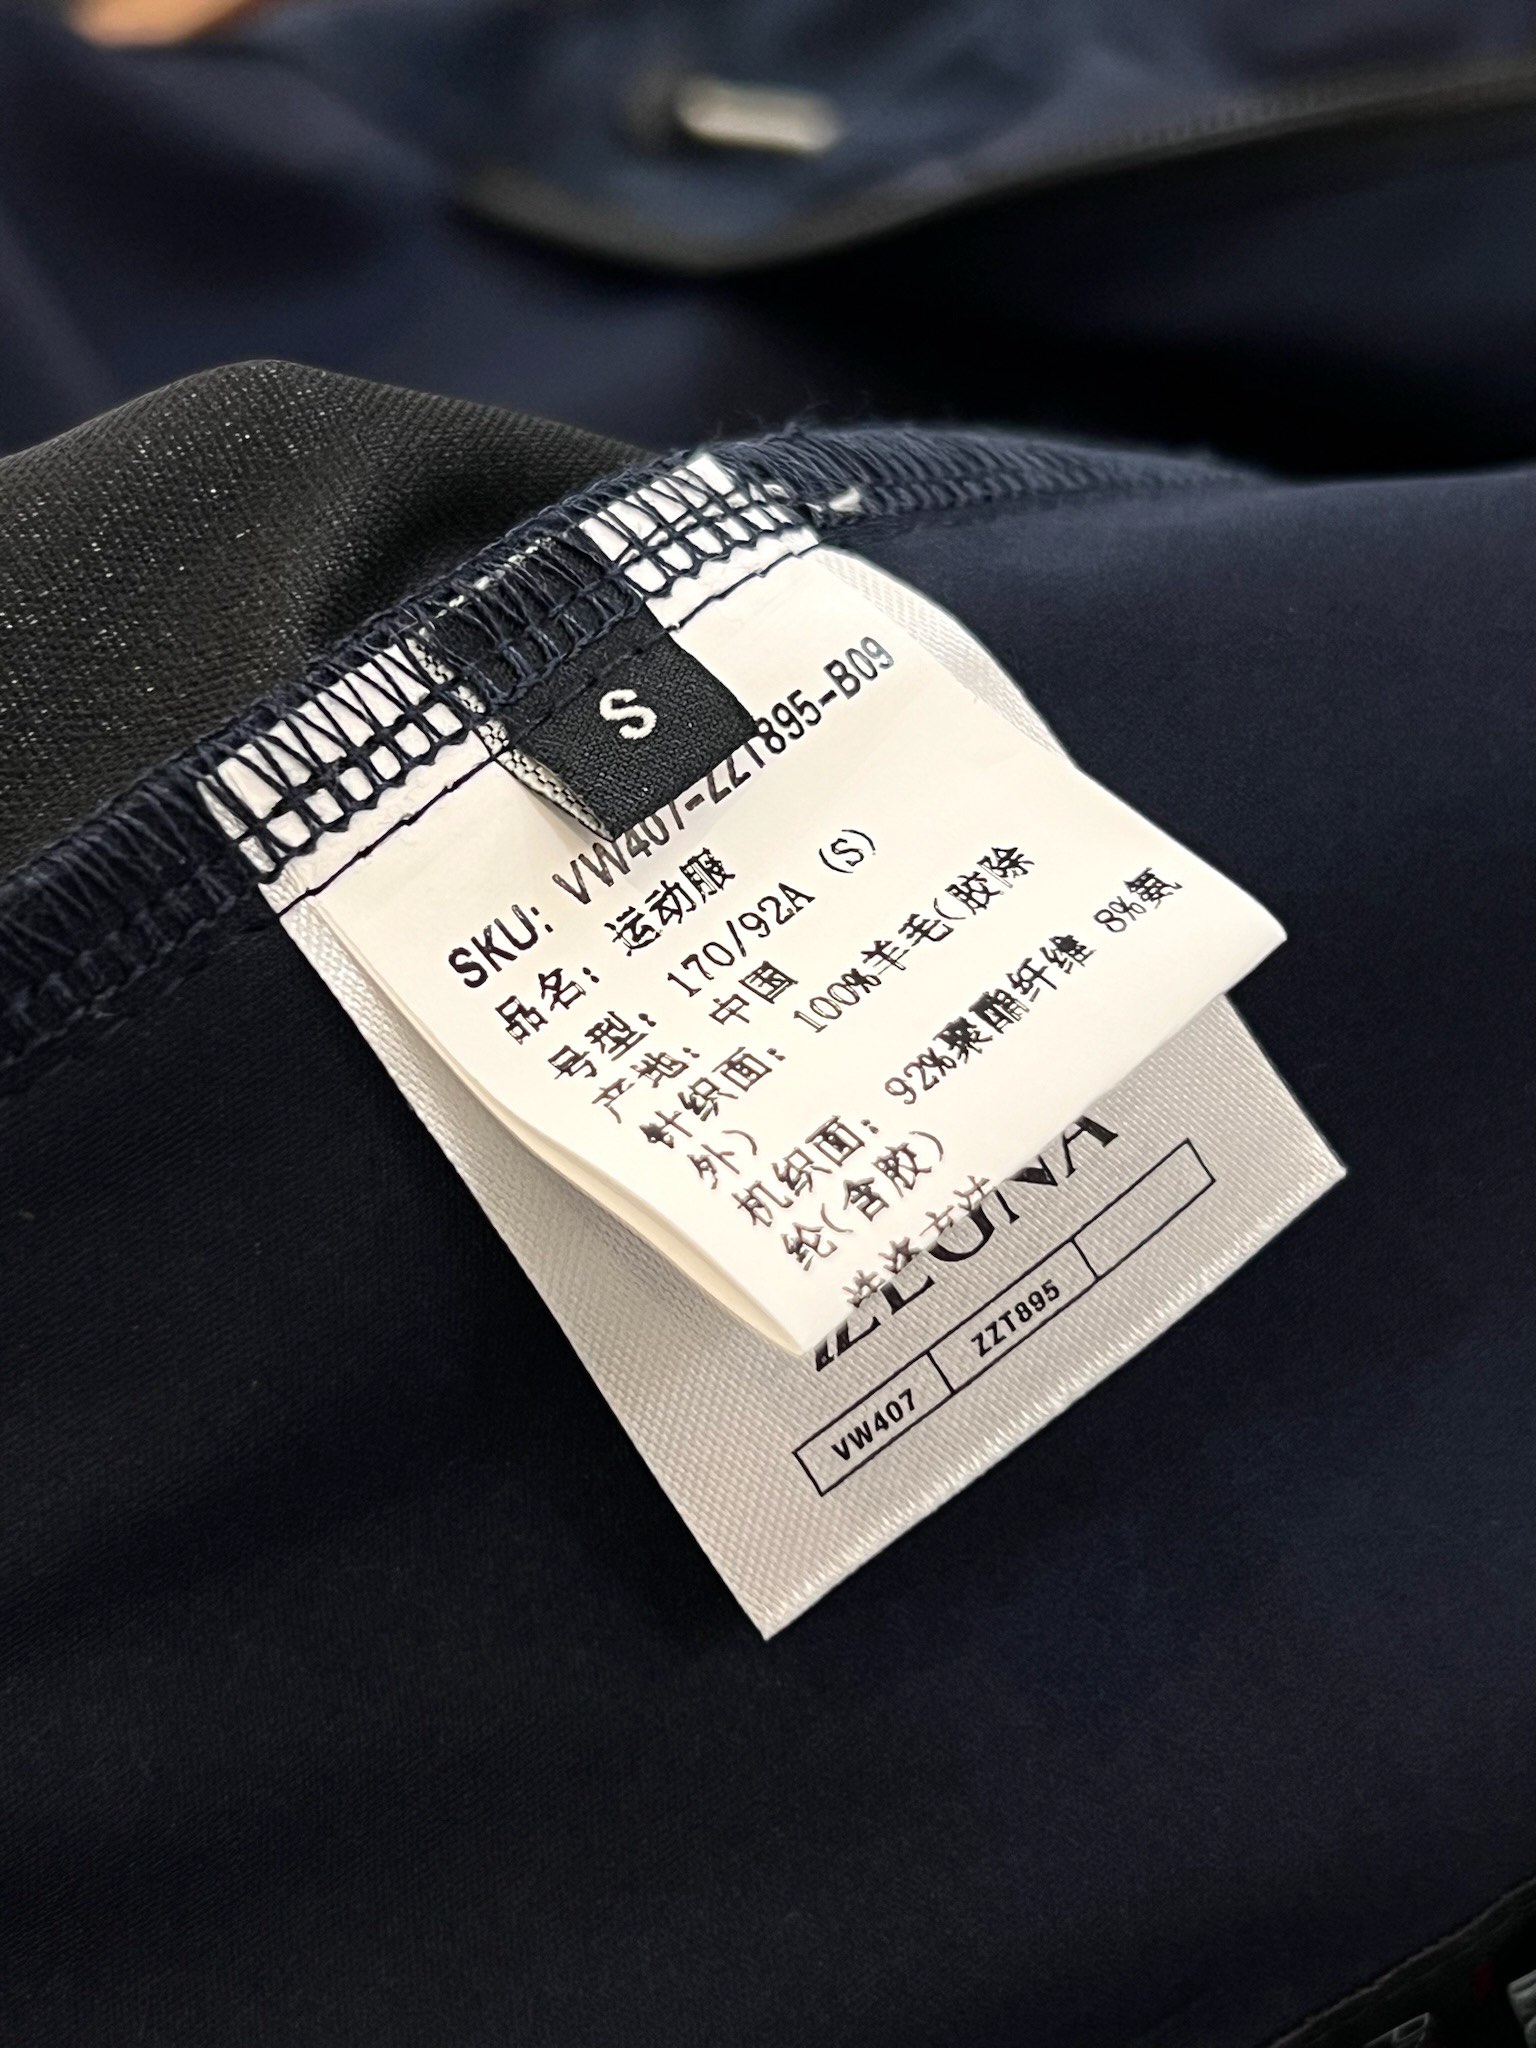 S
SKU: VW407-ZZT895-B09
品名: 运动服
号型: 170/92A (S)
产地: 中国
针织面: 100%羊毛(胶除
外)
机织面: 92%聚酯纤维 8%氨
纶(含胶)
VW407 ZZT895